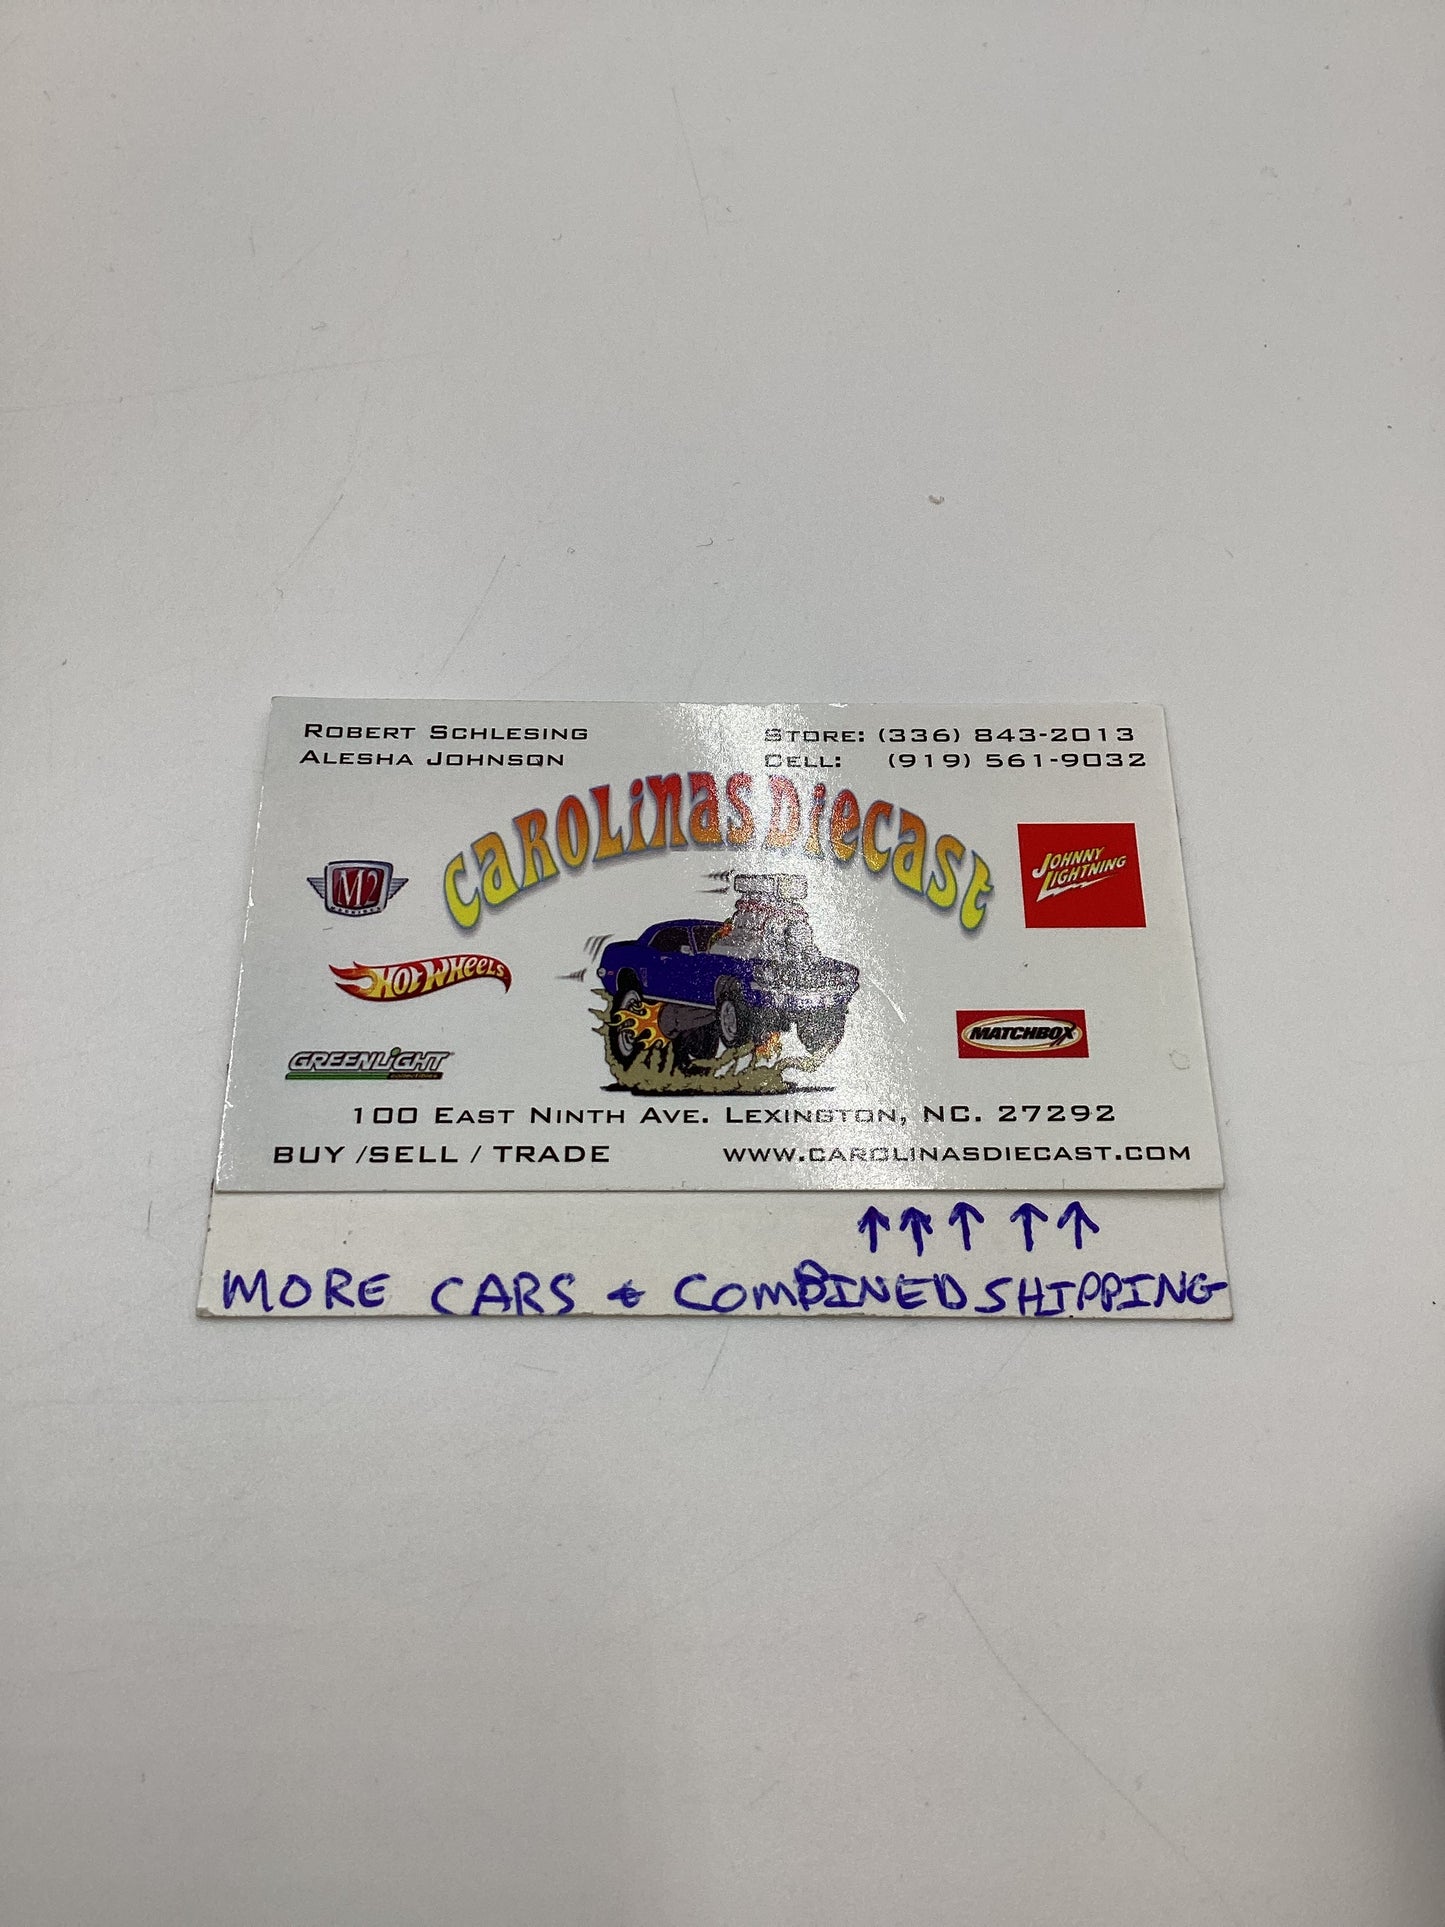 ROBERT SCHLESING
ALESHA JOHNSON
STORE: (336) 843-2013
CELL: (919) 561-9032
CAROLINAS DIECAST
M2
MACHINES
JOHNNY LIGHTNING
HOT WHEELS
MATCHBOX
GREENLIGHT
COLLECTIBLES
100 EAST NINTH AVE. LEXINGTON, NC. 27292
BUY /SELL / TRADE
WWW.CAROLINASDIECAST.COM
↑↑↑ ↑↑
MORE CARS & COMBINED SHIPPING